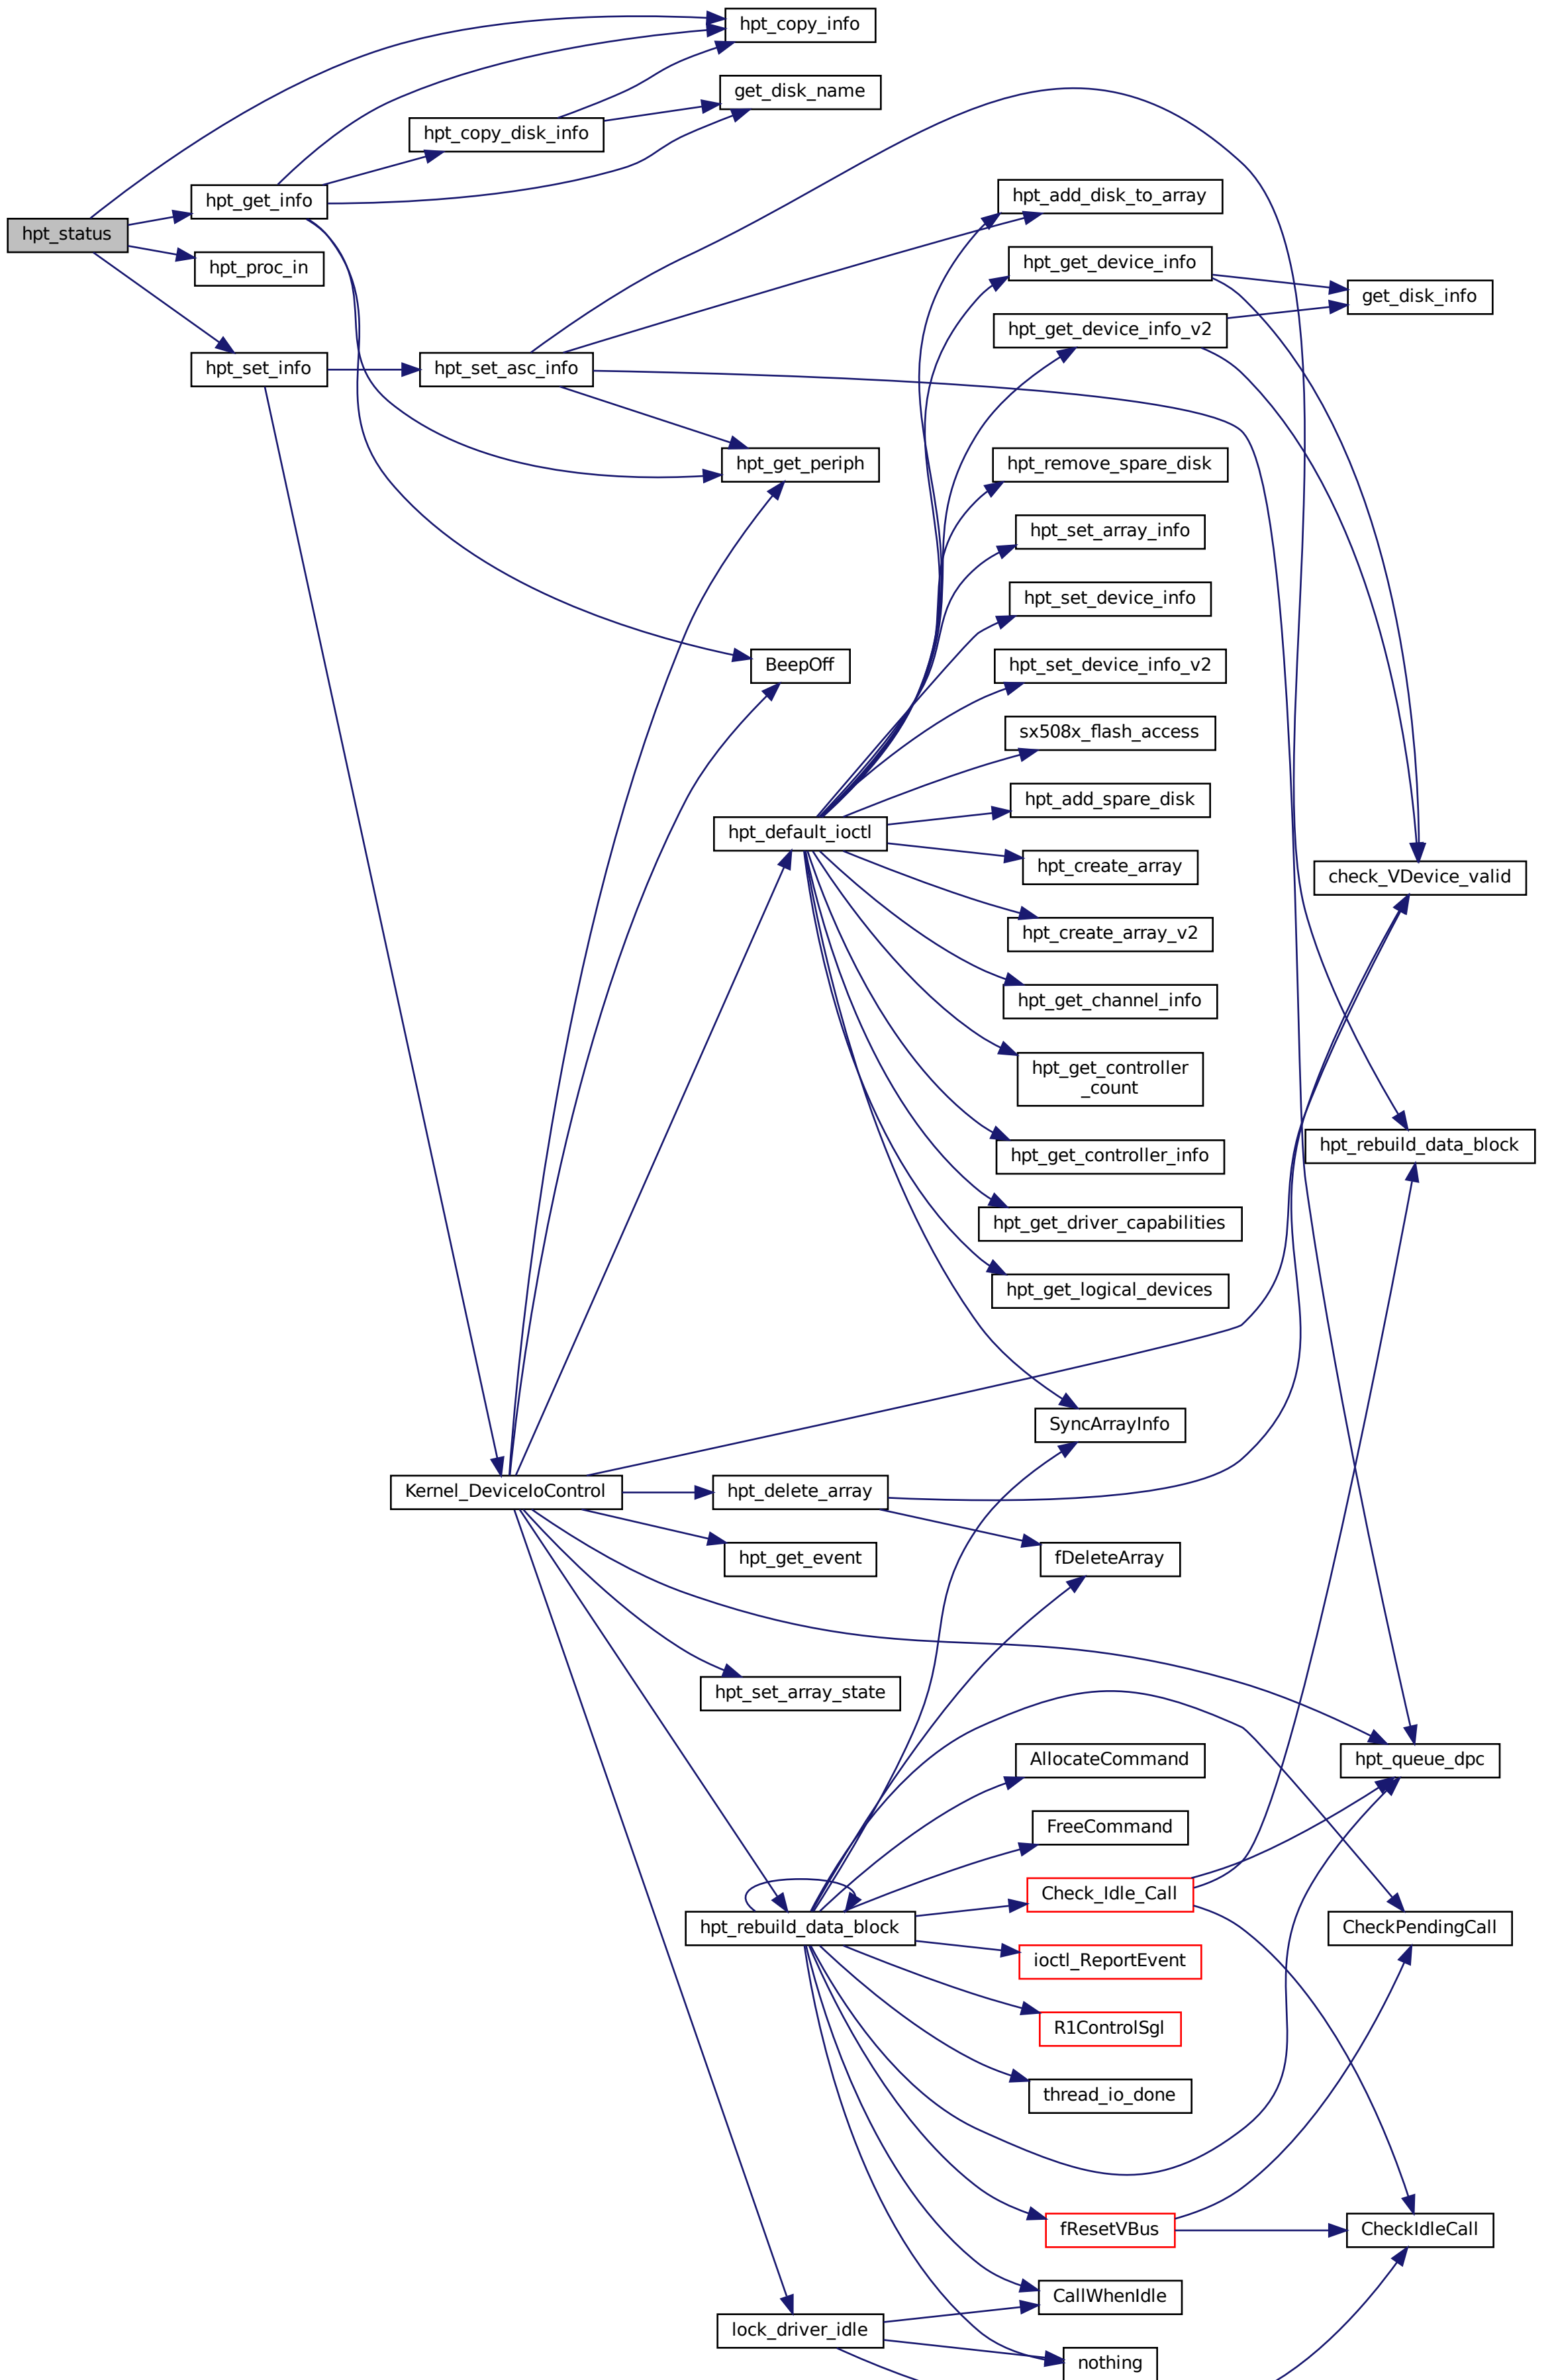 hpt_copy_info
get_disk_name
hpt_copy_disk_info
hpt_get_info
hpt_add_disk_to_array
hpt_status
hpt_proc_in
hpt_get_device_info
get_disk_info
hpt_get_device_info_v2
hpt_set_info
hpt_set_asc_info
hpt_get_periph
hpt_remove_spare_disk
hpt_set_array_info
hpt_set_device_info
BeepOff
hpt_set_device_info_v2
sx508x_flash_access
hpt_add_spare_disk
hpt_default_ioctl
hpt_create_array
check_VDevice_valid
hpt_create_array_v2
hpt_get_channel_info
hpt_get_controller
_count
hpt_rebuild_data_block
hpt_get_controller_info
hpt_get_driver_capabilities
hpt_get_logical_devices
SyncArrayInfo
Kernel_DeviceIoControl
hpt_delete_array
hpt_get_event
fDeleteArray
hpt_set_array_state
AllocateCommand
hpt_queue_dpc
FreeCommand
Check_Idle_Call
hpt_rebuild_data_block
CheckPendingCall
ioctl_ReportEvent
R1ControlSgl
thread_io_done
fResetVBus
CheckIdleCall
CallWhenIdle
lock_driver_idle
nothing